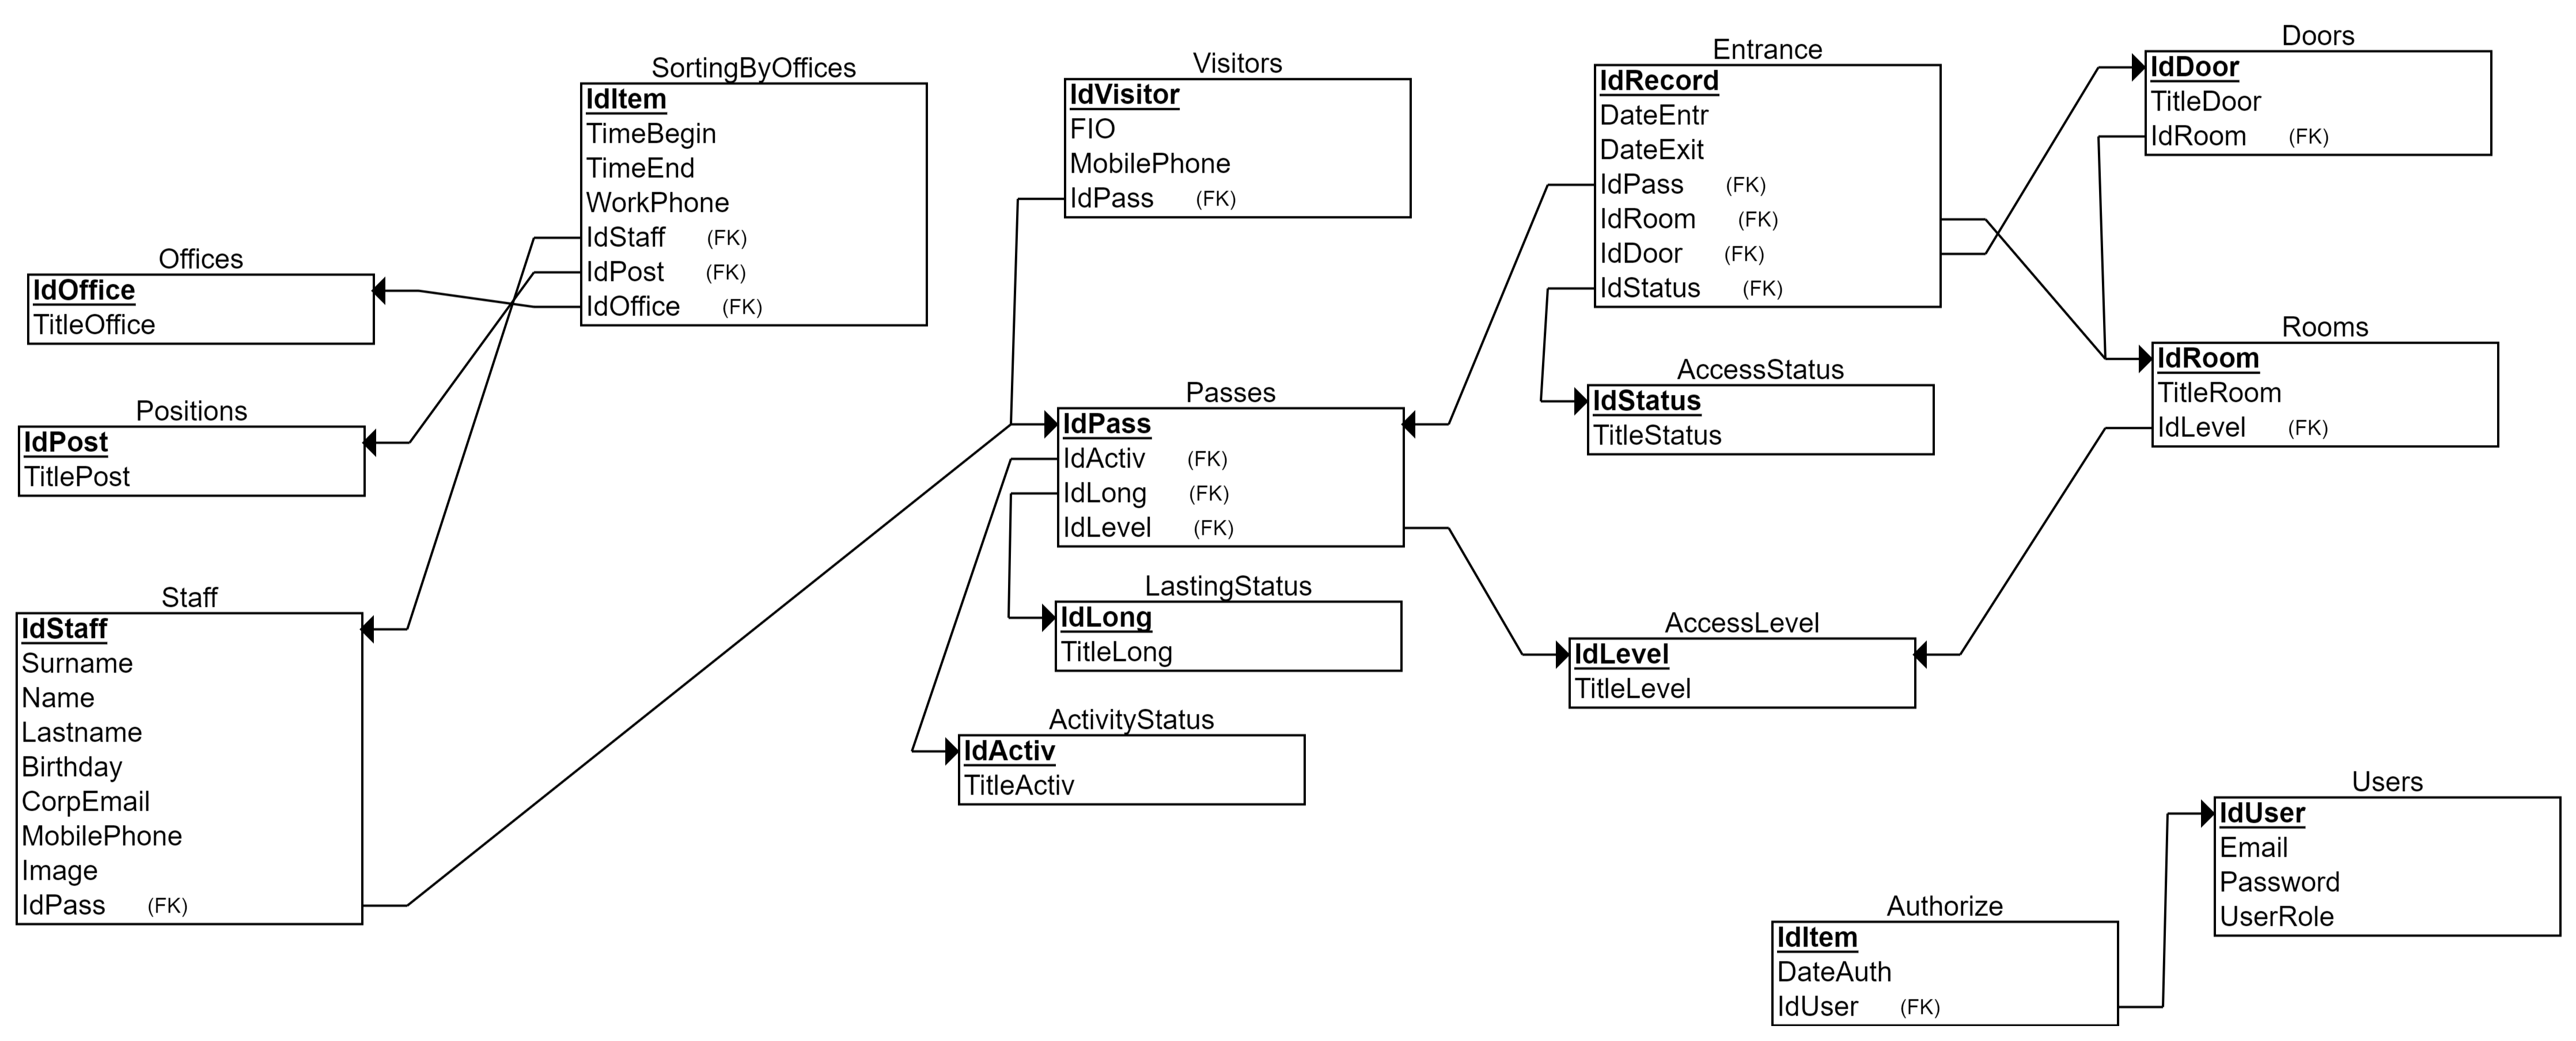 SortingByOffices
IdItem
TimeBegin
TimeEnd
WorkPhone
IdStaff (FK)
IdPost (FK)
IdOffice (FK)
Offices
IdOffice
TitleOffice
Positions
IdPost
TitlePost
Staff
IdStaff
Surname
Name
Lastname
Birthday
CorpEmail
MobilePhone
Image
IdPass (FK)
Visitors
IdVisitor
FIO
MobilePhone
IdPass (FK)
Passes
IdPass
IdActiv (FK)
IdLong (FK)
IdLevel (FK)
LastingStatus
IdLong
TitleLong
ActivityStatus
IdActiv
TitleActiv
Entrance
IdRecord
DateEntr
DateExit
IdPass (FK)
IdRoom (FK)
IdDoor (FK)
IdStatus (FK)
AccessStatus
IdStatus
TitleStatus
AccessLevel
IdLevel
TitleLevel
Doors
IdDoor
TitleDoor
IdRoom (FK)
Rooms
IdRoom
TitleRoom
IdLevel (FK)
Users
IdUser
Email
Password
UserRole
Authorize
IdItem
DateAuth
IdUser (FK)